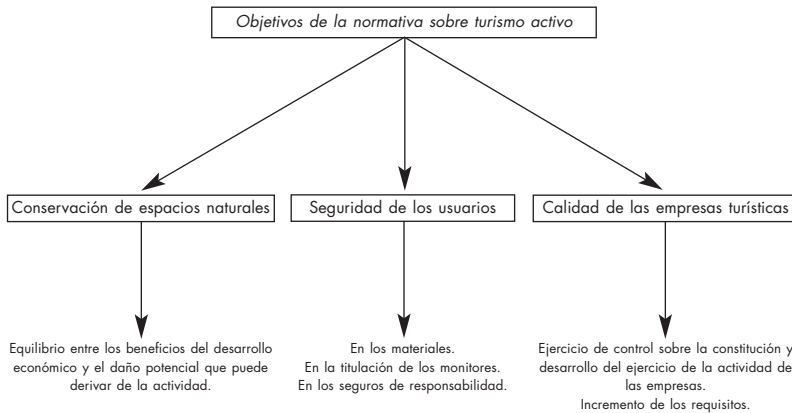 Objetivos de la normativa sobre turismo activo
Conservación de espacios naturales
Seguridad de los usuarios
Calidad de las empresas turísticas
Equilibrio entre los beneficios del desarrollo
económico y el daño potencial que puede
derivar de la actividad.
En los materiales.
En la titulación de los monitores.
En los seguros de responsabilidad.
Ejercicio de control sobre la constitución y
desarrollo del ejercicio de la actividad de
las empresas.
Incremento de los requisitos.